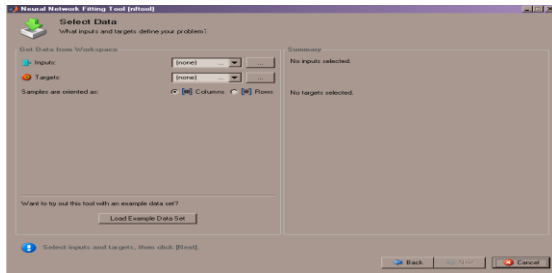 Neural Network Fitting Tool (nftool)
Select Data
What inputs and targets define your problem?
Get Data from Workspace
Inputs: (none) ... ...
Targets: (none) ... ...
Samples are oriented as: Columns Rows
Want to try out this tool with an example data set?
Load Example Data Set
Summary
No inputs selected.
No targets selected.
Select inputs and targets, then click [Next].
Back Next Cancel